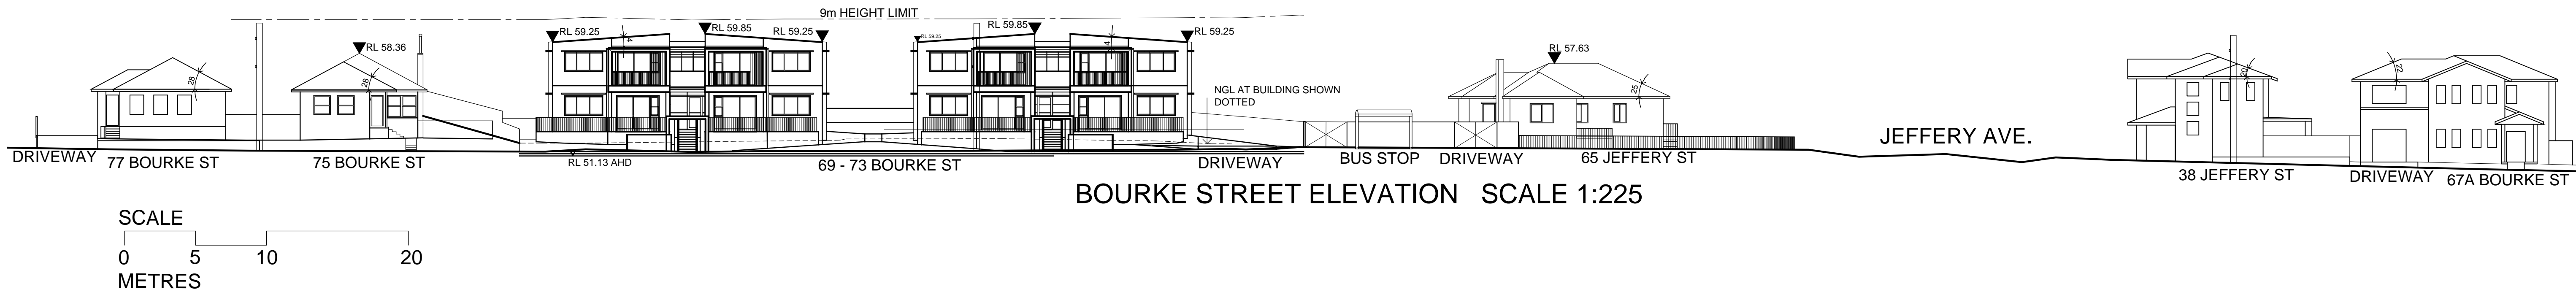 9m HEIGHT LIMIT
RL 58.36
RL 59.25
RL 59.85
RL 59.25
RL 59.25
RL 59.85
RL 59.25
RL 57.63
28
28
4
4
25
20
22
NGL AT BUILDING SHOWN
DOTTED
JEFFERY AVE.
DRIVEWAY
77 BOURKE ST
75 BOURKE ST
RL 51.13 AHD
69 - 73 BOURKE ST
DRIVEWAY
BUS STOP
DRIVEWAY
65 JEFFERY ST
38 JEFFERY ST
DRIVEWAY
67A BOURKE ST
BOURKE STREET ELEVATION SCALE 1:225
SCALE
0 5 10 20
METRES